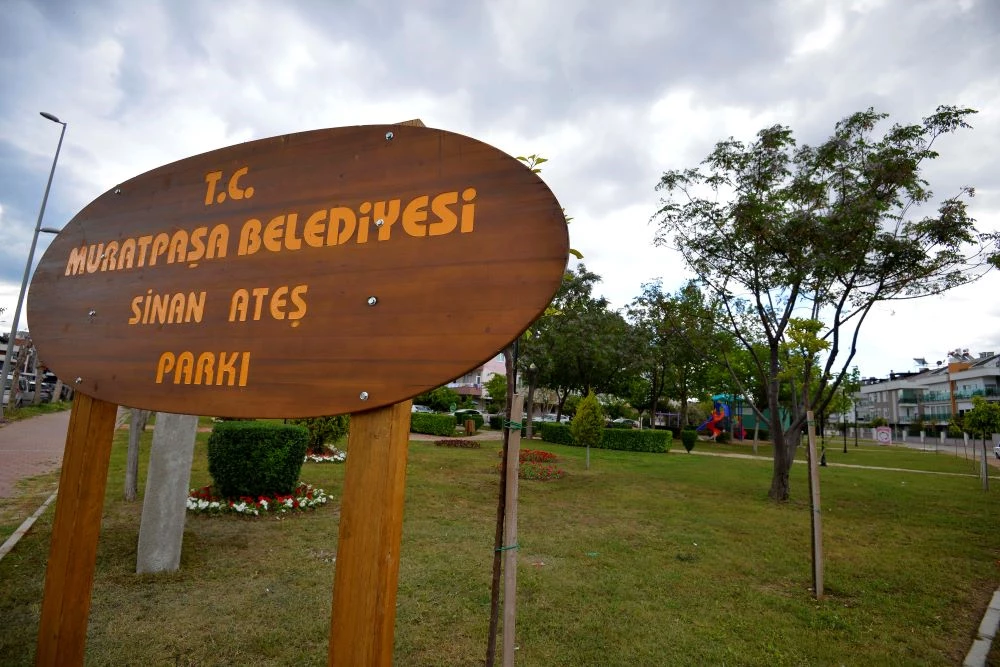 T.C.
MURATPAŞA BELEDİYESİ
SİNAN ATEŞ
PARKI